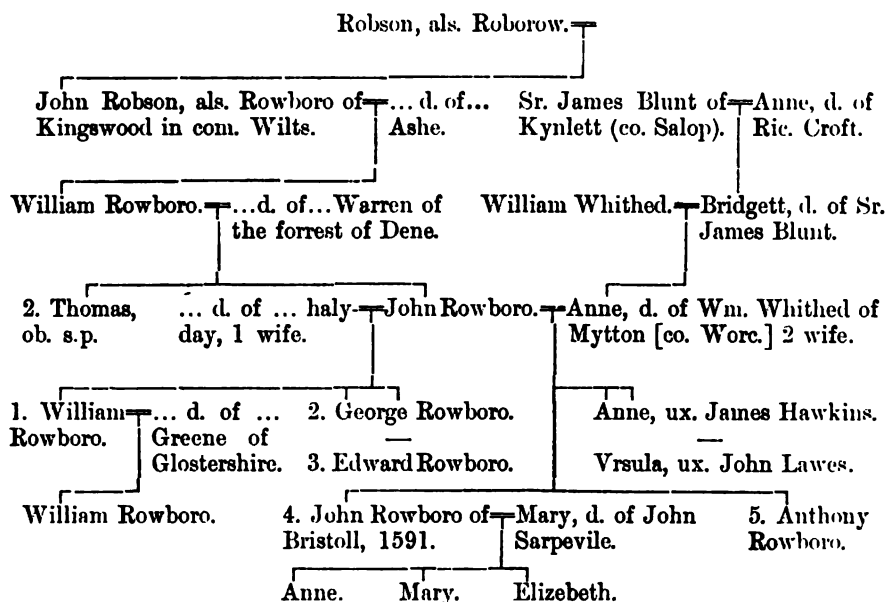 Robson, als. Roborow.
John Robson, als. Rowboro of ... d. of... Sr. James Blunt of Anne, d. of
Kingswood in com. Wilts. Ashe. Kynlett (co. Salop). Ric. Croft.
William Rowboro. ...d. of...Warren of William Whithed. Bridgett, d. of Sr.
the forrest of Dene. James Blunt.
2. Thomas, ... d. of ... haly- John Rowboro. Anne, d. of Wm. Whithed of
ob. s.p. day, 1 wife. Mytton [co. Worc.] 2 wife.
1. William ... d. of ... 2. George Rowboro. Anne, ux. James Hawkins.
Rowboro. Greene of — —
Glostershire. 3. Edward Rowboro. Vrsula, ux. John Lawes.
William Rowboro. 4. John Rowboro of Mary, d. of John 5. Anthony
Bristoll, 1591. Sarpevile. Rowboro.
Anne. Mary. Elizebeth.